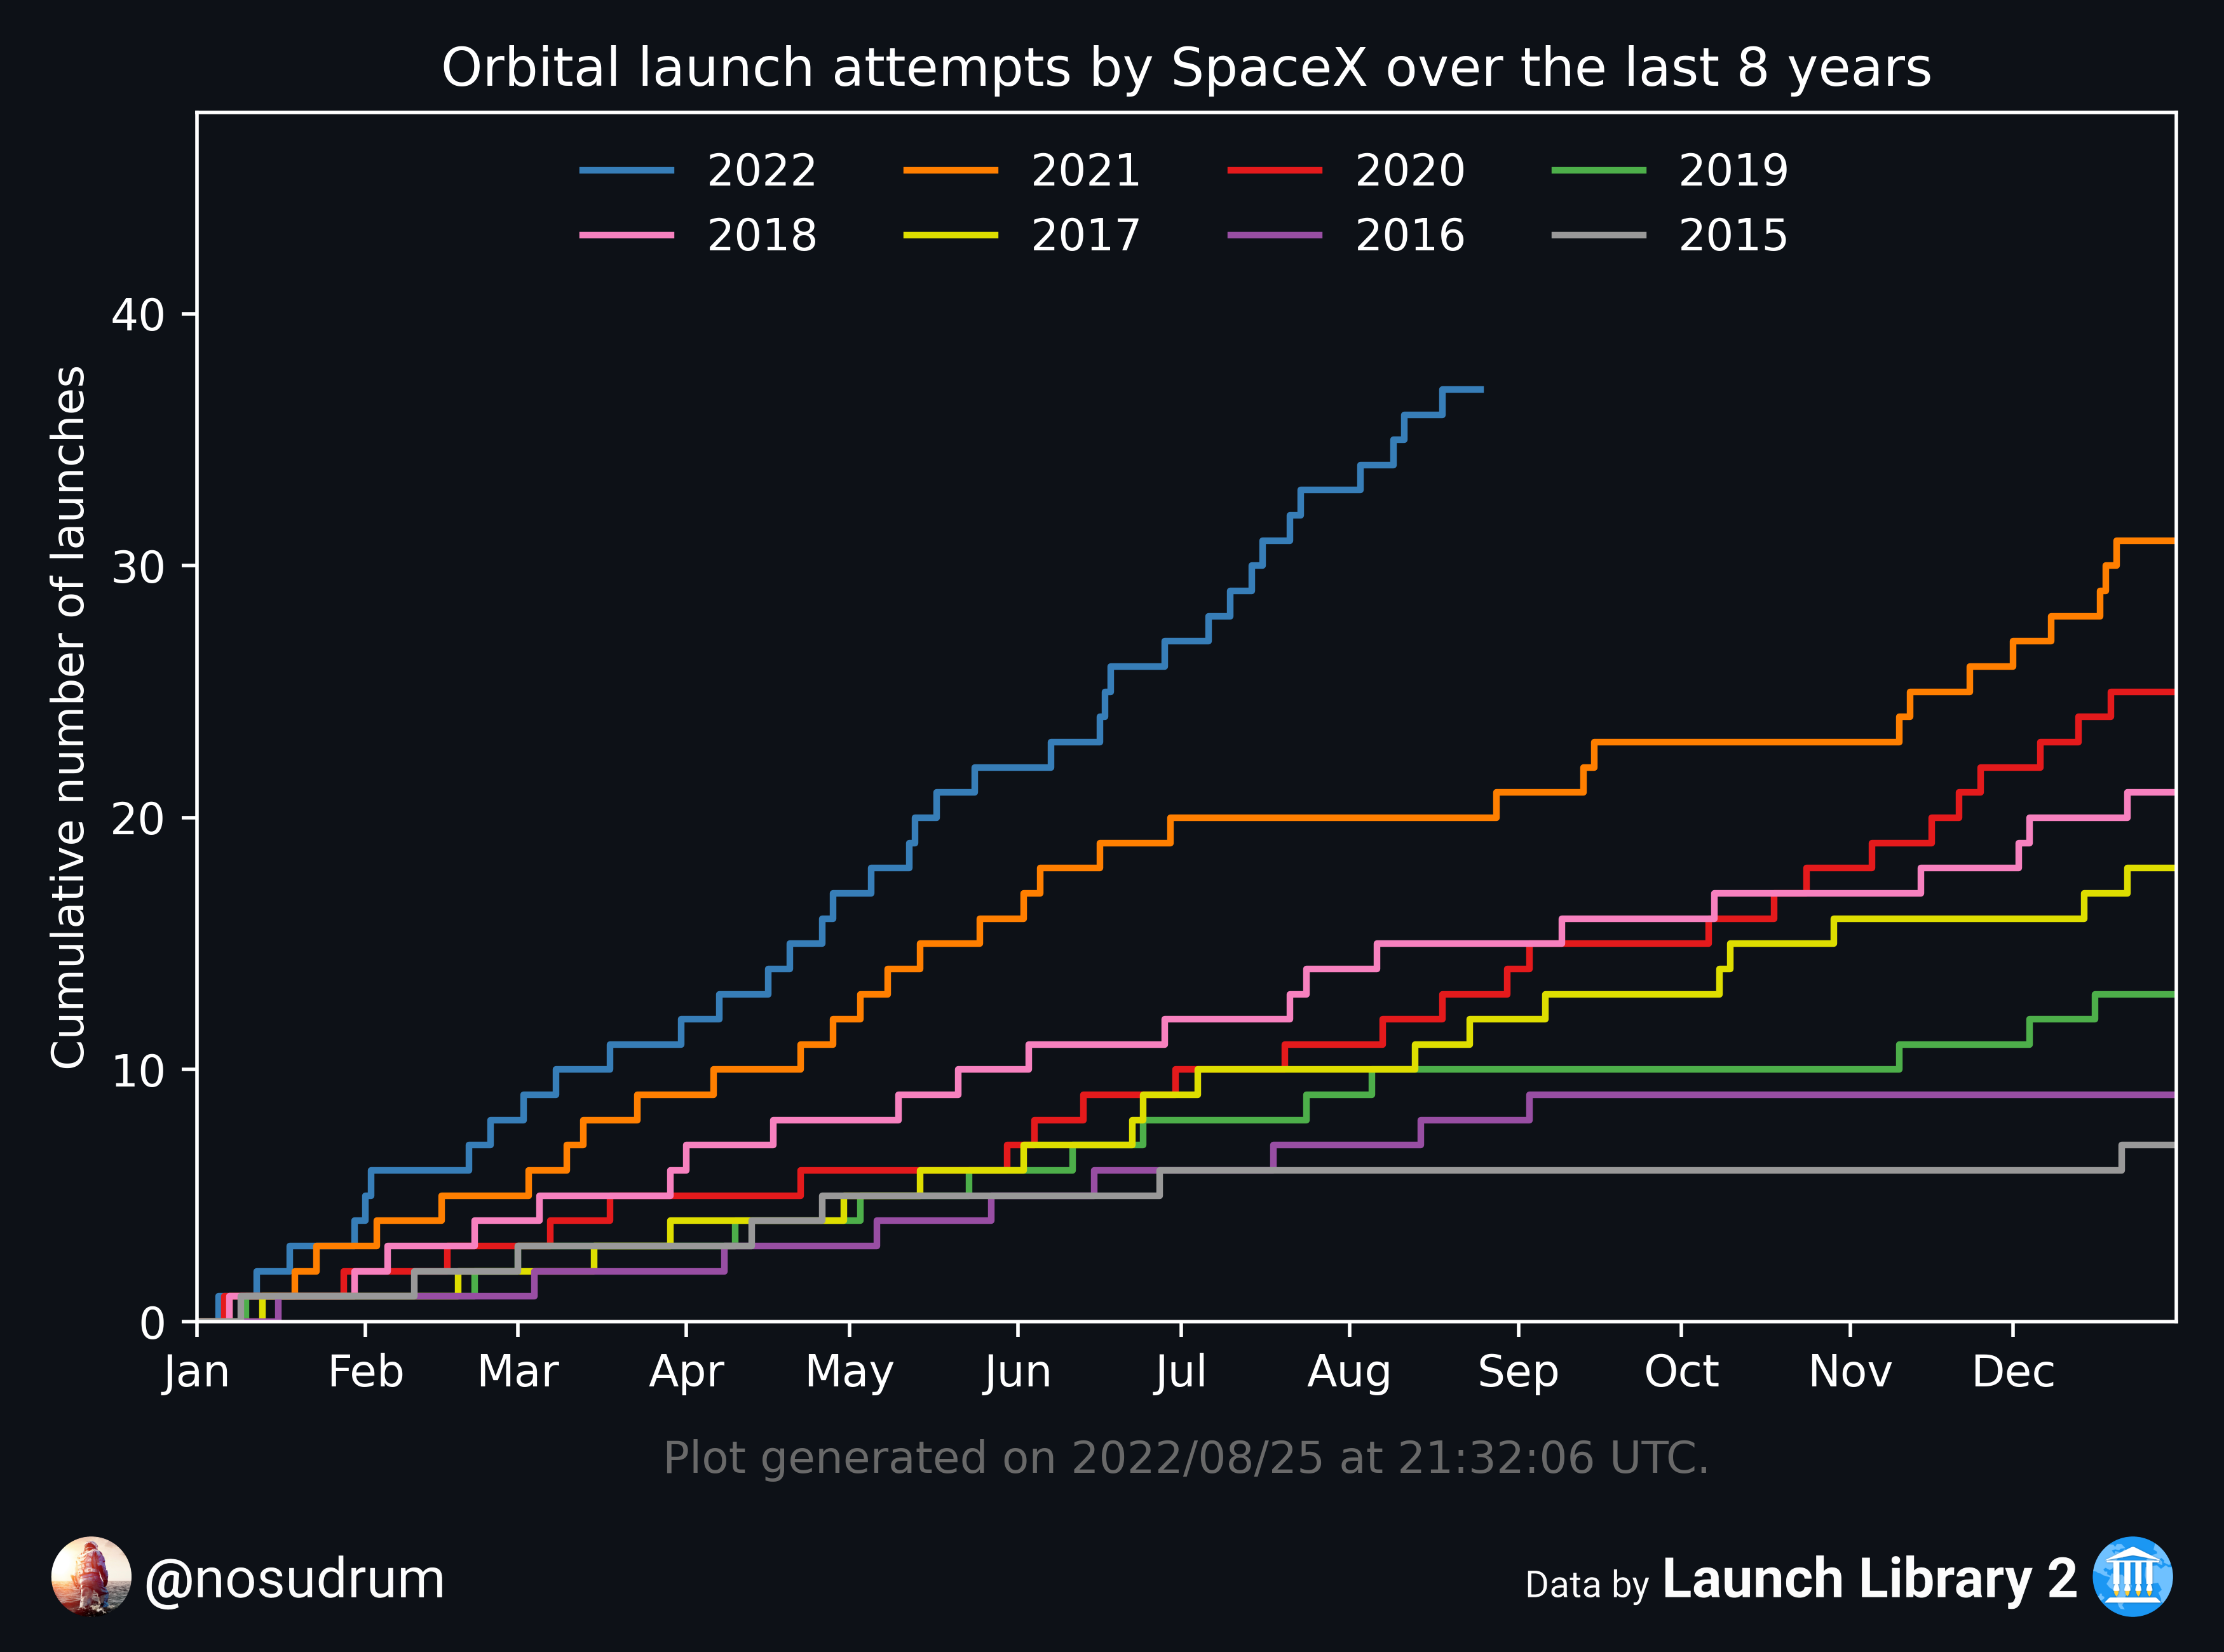 Orbital launch attempts by SpaceX over the last 8 years
2022 2021 2020 2019
2018 2017 2016 2015
Cumulative number of launches
40
30
20
10
0
Jan Feb Mar Apr May Jun Jul Aug Sep Oct Nov Dec
Plot generated on 2022/08/25 at 21:32:06 UTC.
@nosudrum
Data by Launch Library 2